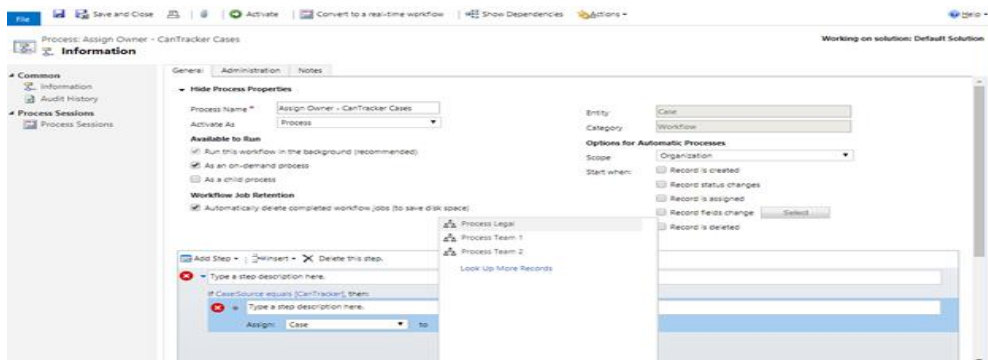 File
Save and Close
Activate
Convert to a real-time workflow
Show Dependencies
Actions
Help
Process: Assign Owner - CanTracker Cases
Information
Working on solution: Default Solution
Common
Information
Audit History
Process Sessions
Process Sessions
General Administration Notes
Hide Process Properties
Process Name * Assign Owner - CanTracker Cases
Activate As Process
Available to Run
Run this workflow in the background (recommended)
As an on-demand process
As a child process
Workflow Job Retention
Automatically delete completed workflow jobs (to save disk space)
Entity Case
Category Workflow
Options for Automatic Processes
Scope Organization
Start when: Record is created
Record status changes
Record is assigned
Record fields change Select
Record is deleted
Process Legal
Process Team 1
Process Team 2
Look Up More Records
Add Step Insert Delete this step.
Type a step description here.
If Case:Source equals [CanTracker], then:
Type a step description here.
Assign: Case to